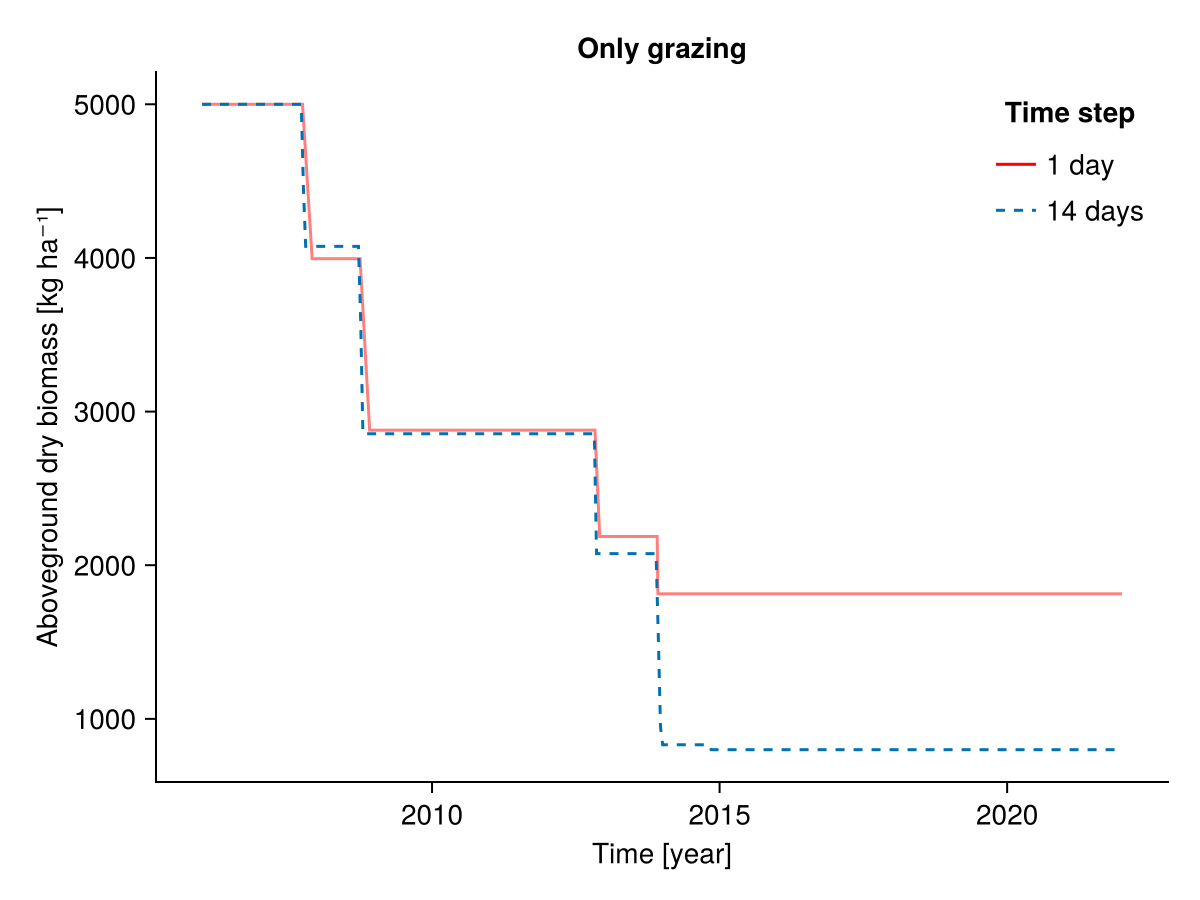 Only grazing
Time step
1 day
14 days
Aboveground dry biomass [kg ha⁻¹]
5000
4000
3000
2000
1000
2010
2015
2020
Time [year]